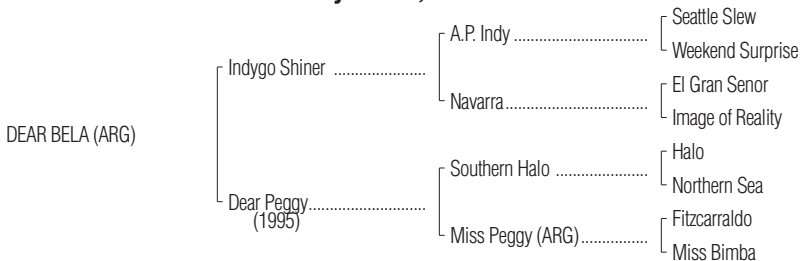 Seattle Slew
A.P. Indy ..................................
Weekend Surprise
Indygo Shiner .......................
El Gran Senor
Navarra....................................
Image of Reality
DEAR BELA (ARG)
Halo
Southern Halo .......................
Northern Sea
Dear Peggy.............................
(1995)
Fitzcarraldo
Miss Peggy (ARG).................
Miss Bimba